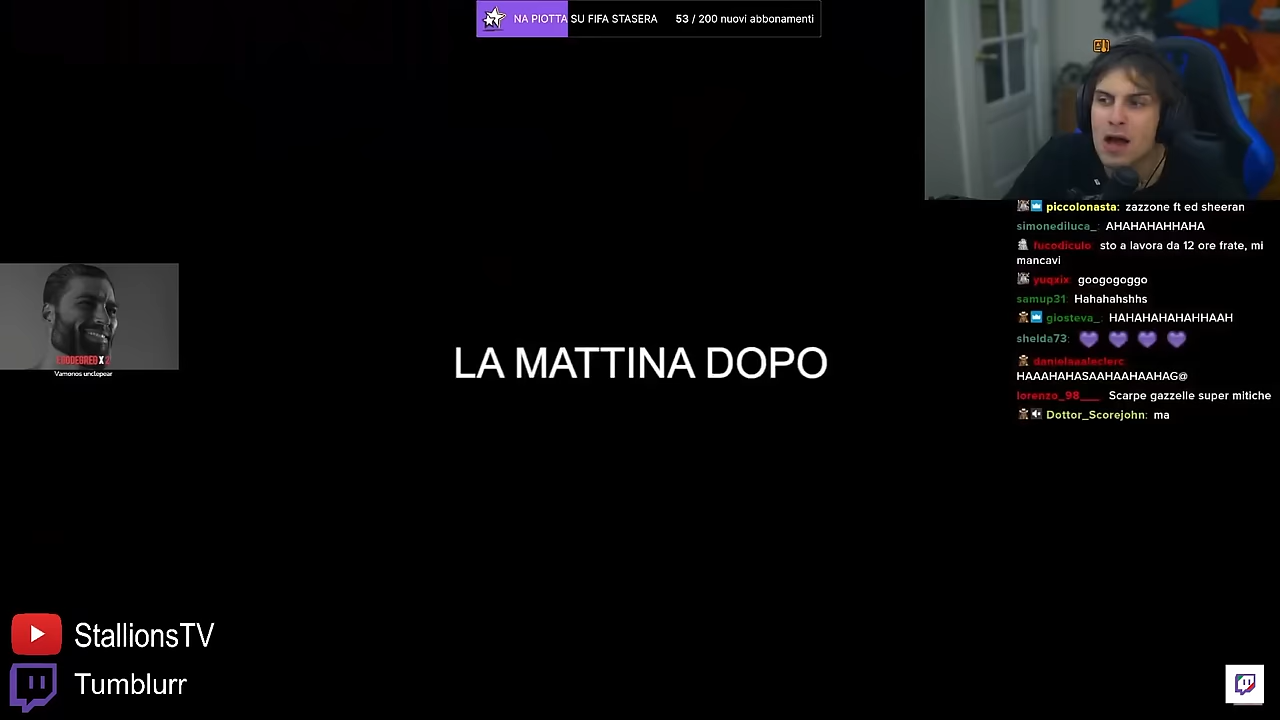 NA PIOTTA SU FIFA STASERA 53 / 200 nuovi abbonamenti
piccolonasta: zazzone ft ed sheeran
simonediluca_: AHAHAHAHHAHA
fucodiculo sto a lavora da 12 ore frate, mi
mancavi
yuqxix googogoggo
samup31: Hahahahshhs
giosteva_: HAHAHAHAHAHHAAH
shelda73:
danielaaleclerc
HAAAHAHASAAHAAHAAHAG@
lorenzo_98___ Scarpe gazzelle super mitiche
Dottor_Scorejohn: ma
X 2
Vamonos unclepear
LA MATTINA DOPO
StallionsTV
Tumblurr